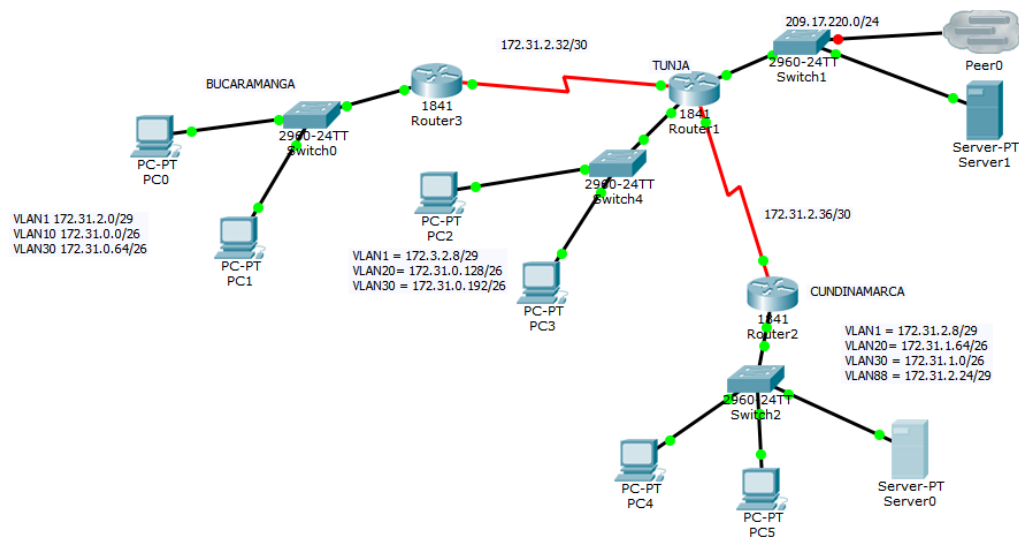 209.17.220.0/24
Peer0
172.31.2.32/30
TUNJA
2960-24TT
Switch1
BUCARAMANGA
1841
Router3
1841
Router1
Server-PT
Server1
2960-24TT
Switch0
PC-PT
PC0
2960-24TT
Switch4
PC-PT
PC2
172.31.2.36/30
VLAN1 172.31.2.0/29
VLAN10 172.31.0.0/26
VLAN30 172.31.0.64/26
PC-PT
PC1
VLAN1 = 172.3.2.8/29
VLAN20= 172.31.0.128/26
VLAN30 = 172.31.0.192/26
PC-PT
PC3
CUNDINAMARCA
1841
Router2
VLAN1 = 172.31.2.8/29
VLAN20= 172.31.1.64/26
VLAN30 = 172.31.1.0/26
VLAN88 = 172.31.2.24/29
2960-24TT
Switch2
PC-PT
PC4
PC-PT
PC5
Server-PT
Server0